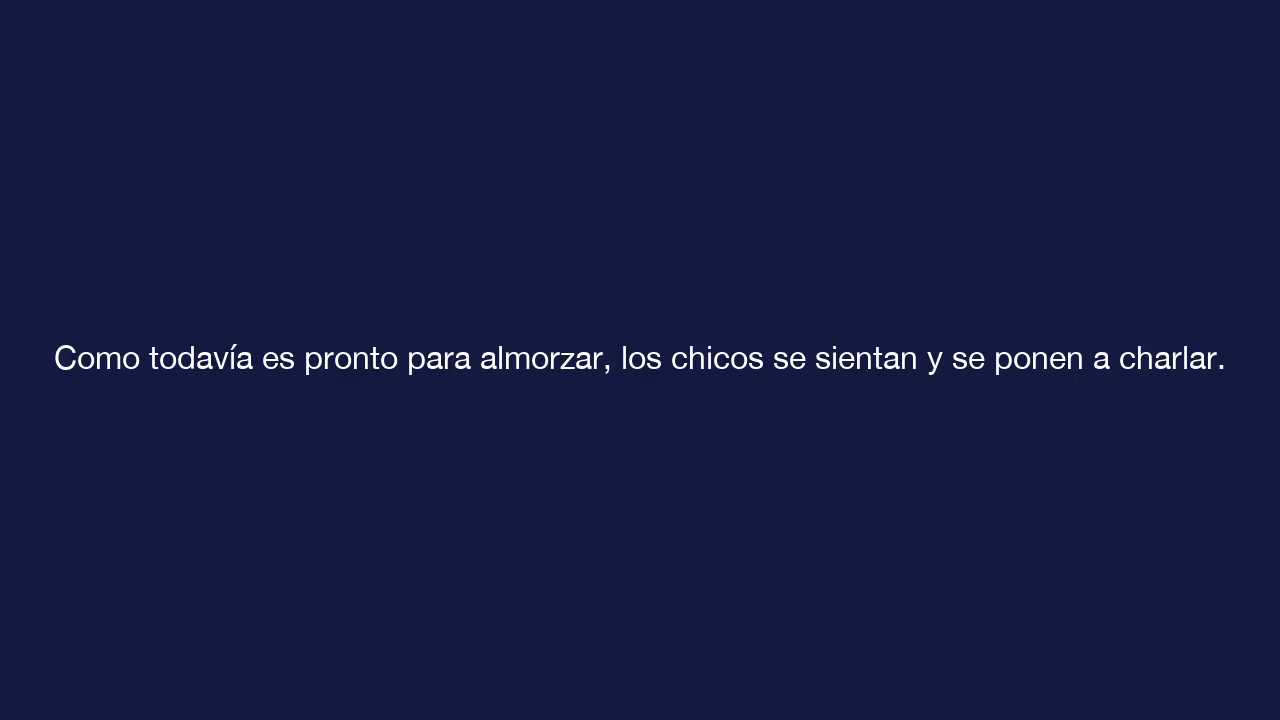 Como todavía es pronto para almorzar, los chicos se sientan y se ponen a charlar.